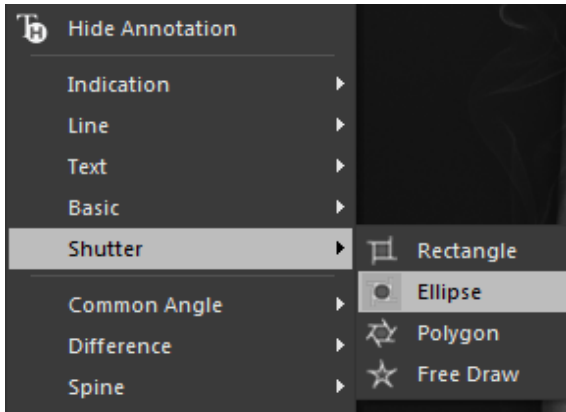 Hide Annotation
Indication
Line
Text
Basic
Shutter
Rectangle
Ellipse
Polygon
Free Draw
Common Angle
Difference
Spine